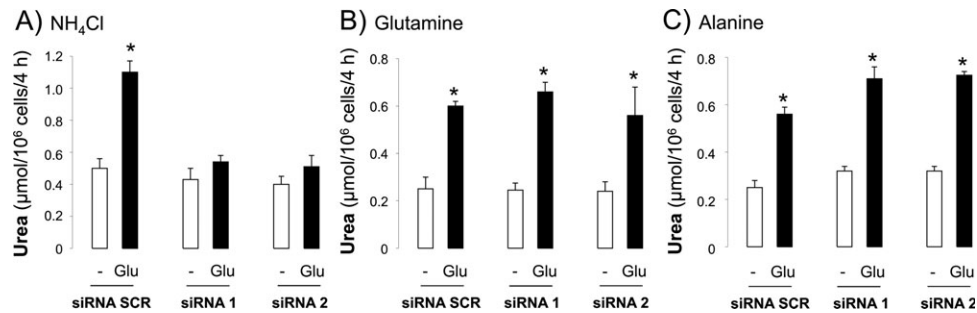 A) NH₄Cl
Urea (μmol/10⁶ cells/4 h)
1.2
1.0
0.8
0.6
0.4
0.2
0
*
- Glu - Glu - Glu
siRNA SCR siRNA 1 siRNA 2
B) Glutamine
Urea (μmol/10⁶ cells/4 h)
0.8
0.6
0.4
0.2
0
* * *
- Glu - Glu - Glu
siRNA SCR siRNA 1 siRNA 2
C) Alanine
Urea (μmol/10⁶ cells/4 h)
0.8
0.6
0.4
0.2
0
* * *
- Glu - Glu - Glu
siRNA SCR siRNA 1 siRNA 2